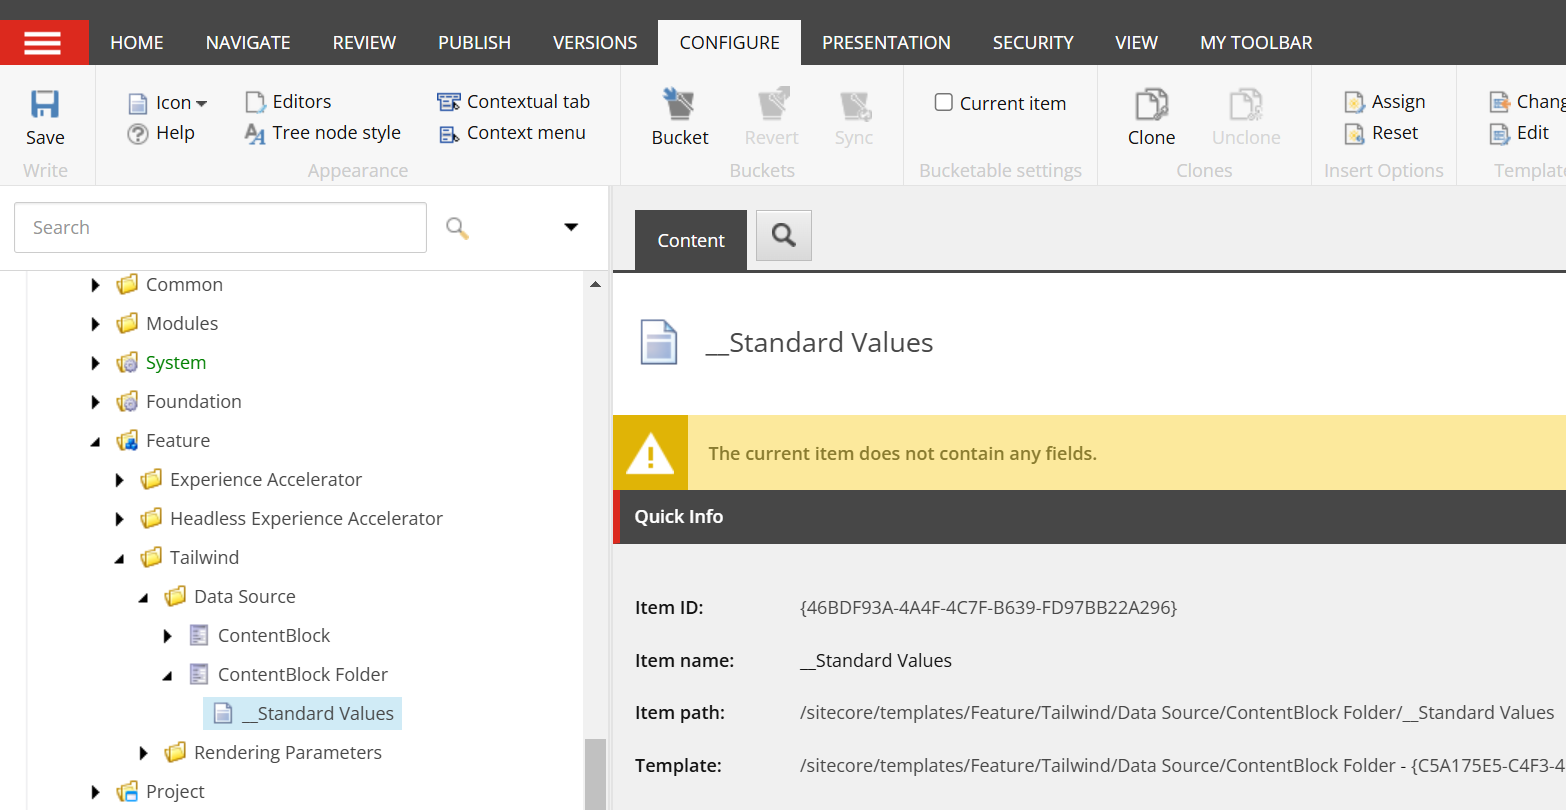 HOME NAVIGATE REVIEW PUBLISH VERSIONS CONFIGURE PRESENTATION SECURITY VIEW MY TOOLBAR
Icon Editors Contextual tab Current item Assign Chang
Save Help Tree node style Context menu Bucket Revert Sync Clone Unclone Reset Edit
Write Appearance Buckets Bucketable settings Clones Insert Options Template
Search
Common
Modules
System
Foundation
Feature
Experience Accelerator
Headless Experience Accelerator
Tailwind
Data Source
ContentBlock
ContentBlock Folder
__Standard Values
Rendering Parameters
Project
Content
__Standard Values
The current item does not contain any fields.
Quick Info
Item ID: {46BDF93A-4A4F-4C7F-B639-FD97BB22A296}
Item name: __Standard Values
Item path: /sitecore/templates/Feature/Tailwind/Data Source/ContentBlock Folder/__Standard Values
Template: /sitecore/templates/Feature/Tailwind/Data Source/ContentBlock Folder - {C5A175E5-C4F3-4